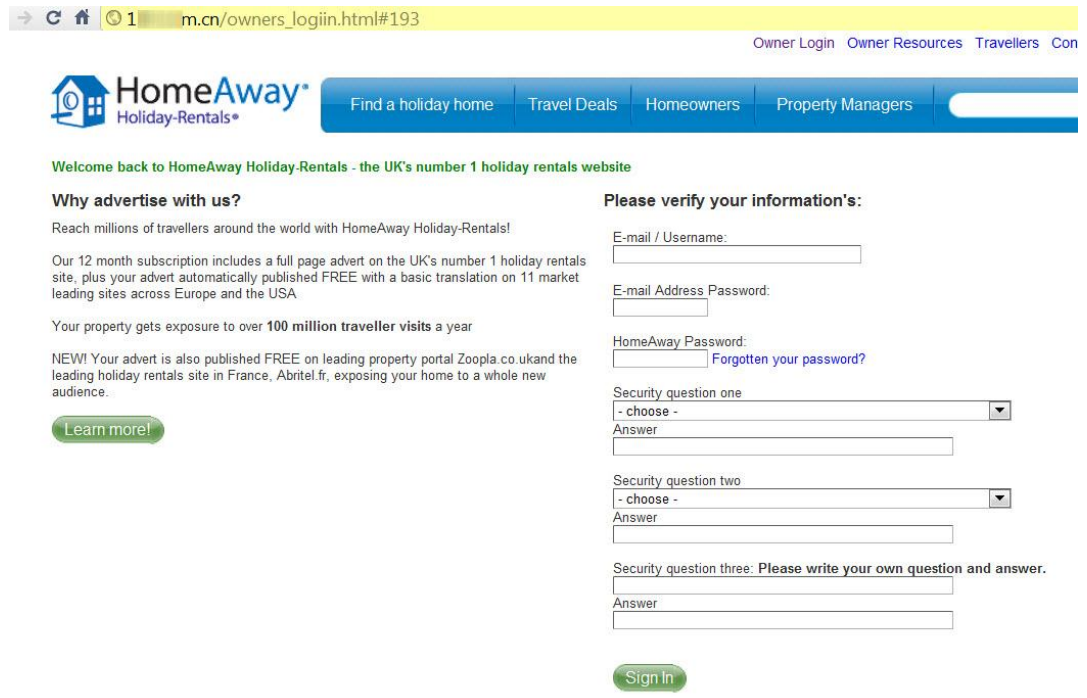 m.cn/owners_logiin.html#193
Owner Login Owner Resources Travellers Con
HomeAway®
Holiday-Rentals®
Find a holiday home Travel Deals Homeowners Property Managers
Welcome back to HomeAway Holiday-Rentals - the UK's number 1 holiday rentals website
Why advertise with us?
Reach millions of travellers around the world with HomeAway Holiday-Rentals!
Our 12 month subscription includes a full page advert on the UK's number 1 holiday rentals
site, plus your advert automatically published FREE with a basic translation on 11 market
leading sites across Europe and the USA
Your property gets exposure to over 100 million traveller visits a year
NEW! Your advert is also published FREE on leading property portal Zoopla.co.ukand the
leading holiday rentals site in France, Abritel.fr, exposing your home to a whole new
audience.
Learn more!
Please verify your information's:
E-mail / Username:
E-mail Address Password:
HomeAway Password:
Forgotten your password?
Security question one
- choose -
Answer
Security question two
- choose -
Answer
Security question three: Please write your own question and answer.
Answer
Sign In